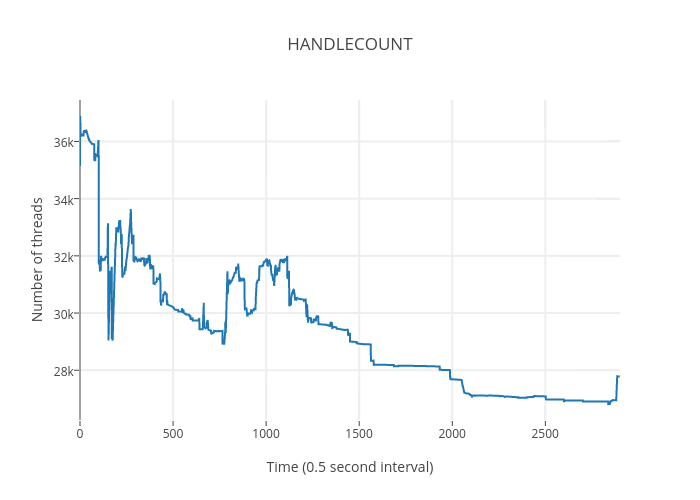 HANDLECOUNT
Number of threads
36k
34k
32k
30k
28k
0 500 1000 1500 2000 2500
Time (0.5 second interval)